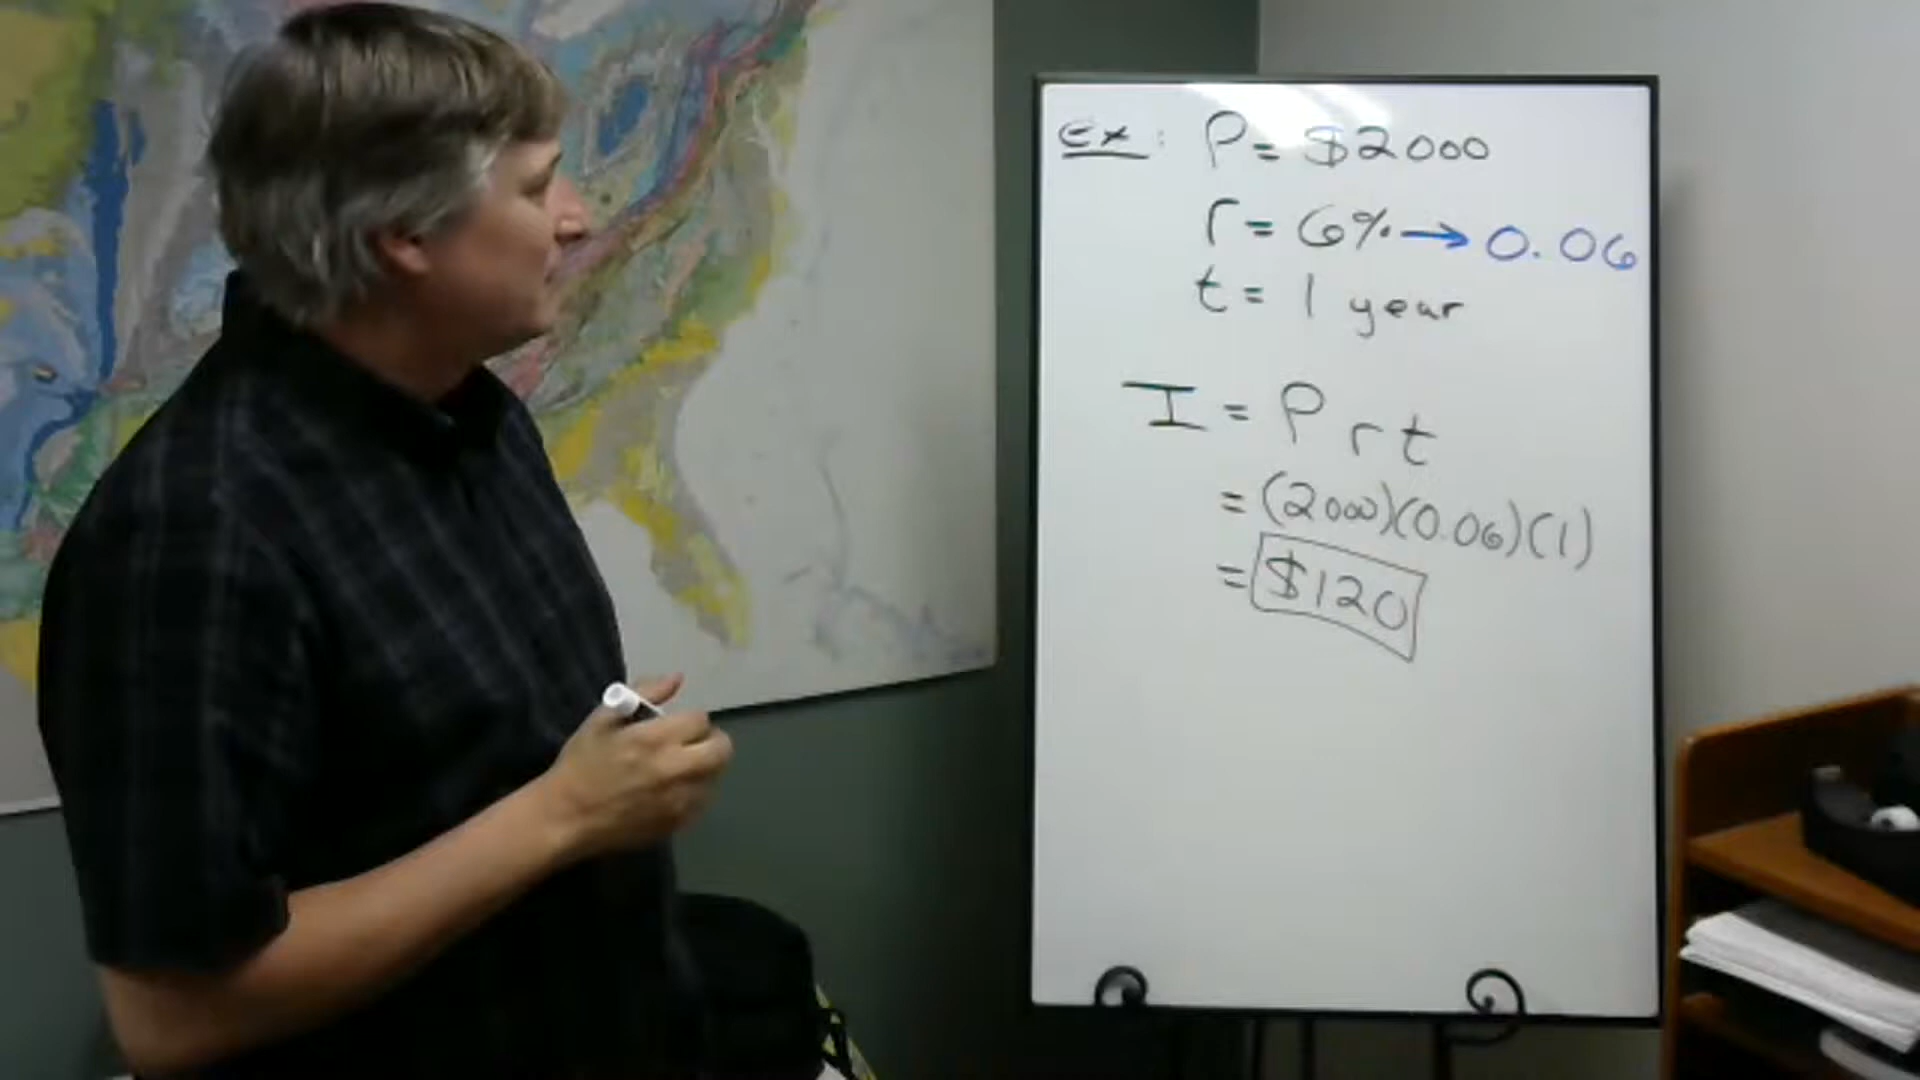 Ex: P = $2000
r = 6% → 0.06
t = 1 year
I = P r t
= (2000)(0.06)(1)
= $120